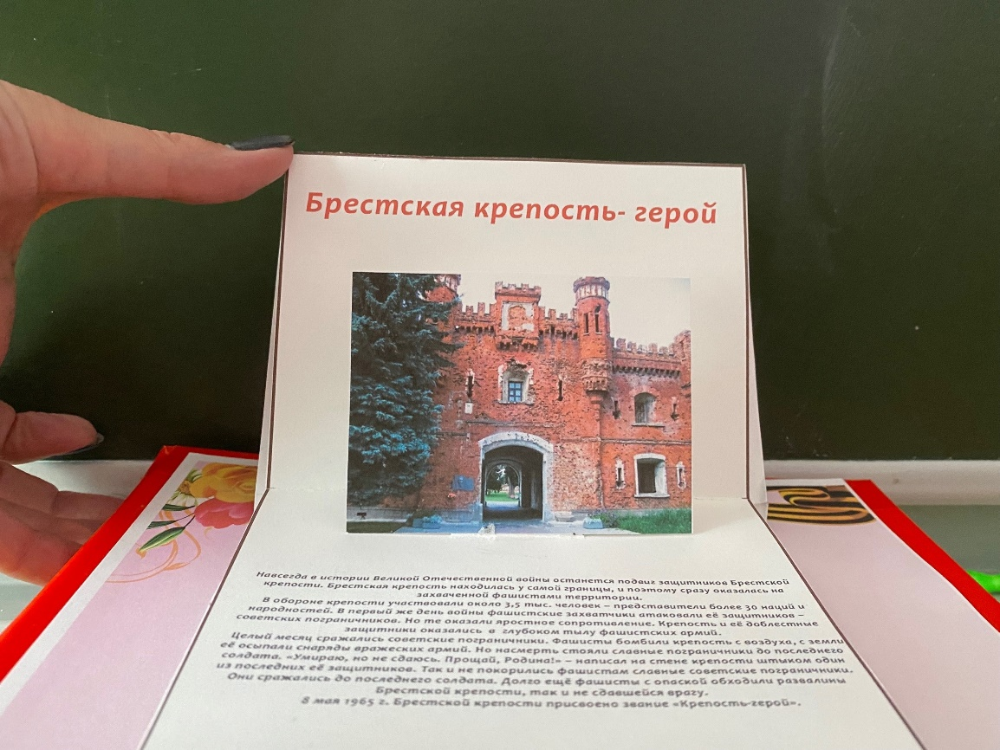 Брестская крепость- герой
Навсегда в истории Великой Отечественной войны останется подвиг защитников Брестской
крепости. Брестская крепость находилась у самой границы, и поэтому сразу оказалась на
захваченной фашистами территории.
В обороне крепости участвовали около 3,5 тыс. человек – представители более 30 наций и
народностей. В первый же день войны фашистские захватчики атаковали её защитников –
советских пограничников. Но те оказали яростное сопротивление. Крепость и её доблестные
защитники оказались в глубоком тылу фашистских армий.
Целый месяц сражались советские пограничники. Фашисты бомбили крепость с воздуха, с земли
её осыпали снаряды вражеских армий. Но насмерть стояли славные пограничники до последнего
солдата. «Умираю, но не сдаюсь. Прощай, Родина!» – написал на стене крепости штыком один
из последних её защитников. Так и не покорились фашистам славные советские пограничники.
Они сражались до последнего солдата. Долго ещё фашисты с опаской обходили развалины
Брестской крепости, так и не сдавшейся врагу.
8 мая 1965 г. Брестской крепости присвоено звание «Крепость-герой».